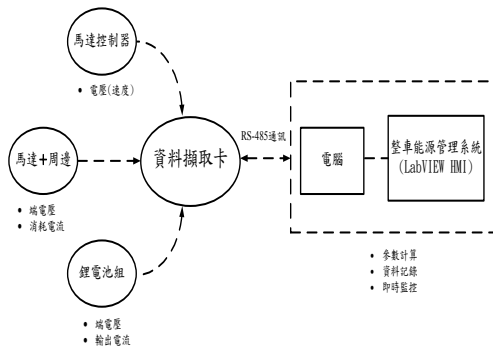 馬達控制器
• 電壓(速度)
馬達+周邊
• 端電壓
• 消耗電流
資料擷取卡
RS-485通訊
電腦
整車能源管理系統
(LabVIEW HMI)
鋰電池組
• 端電壓
• 輸出電流
• 參數計算
• 資料記錄
• 即時監控